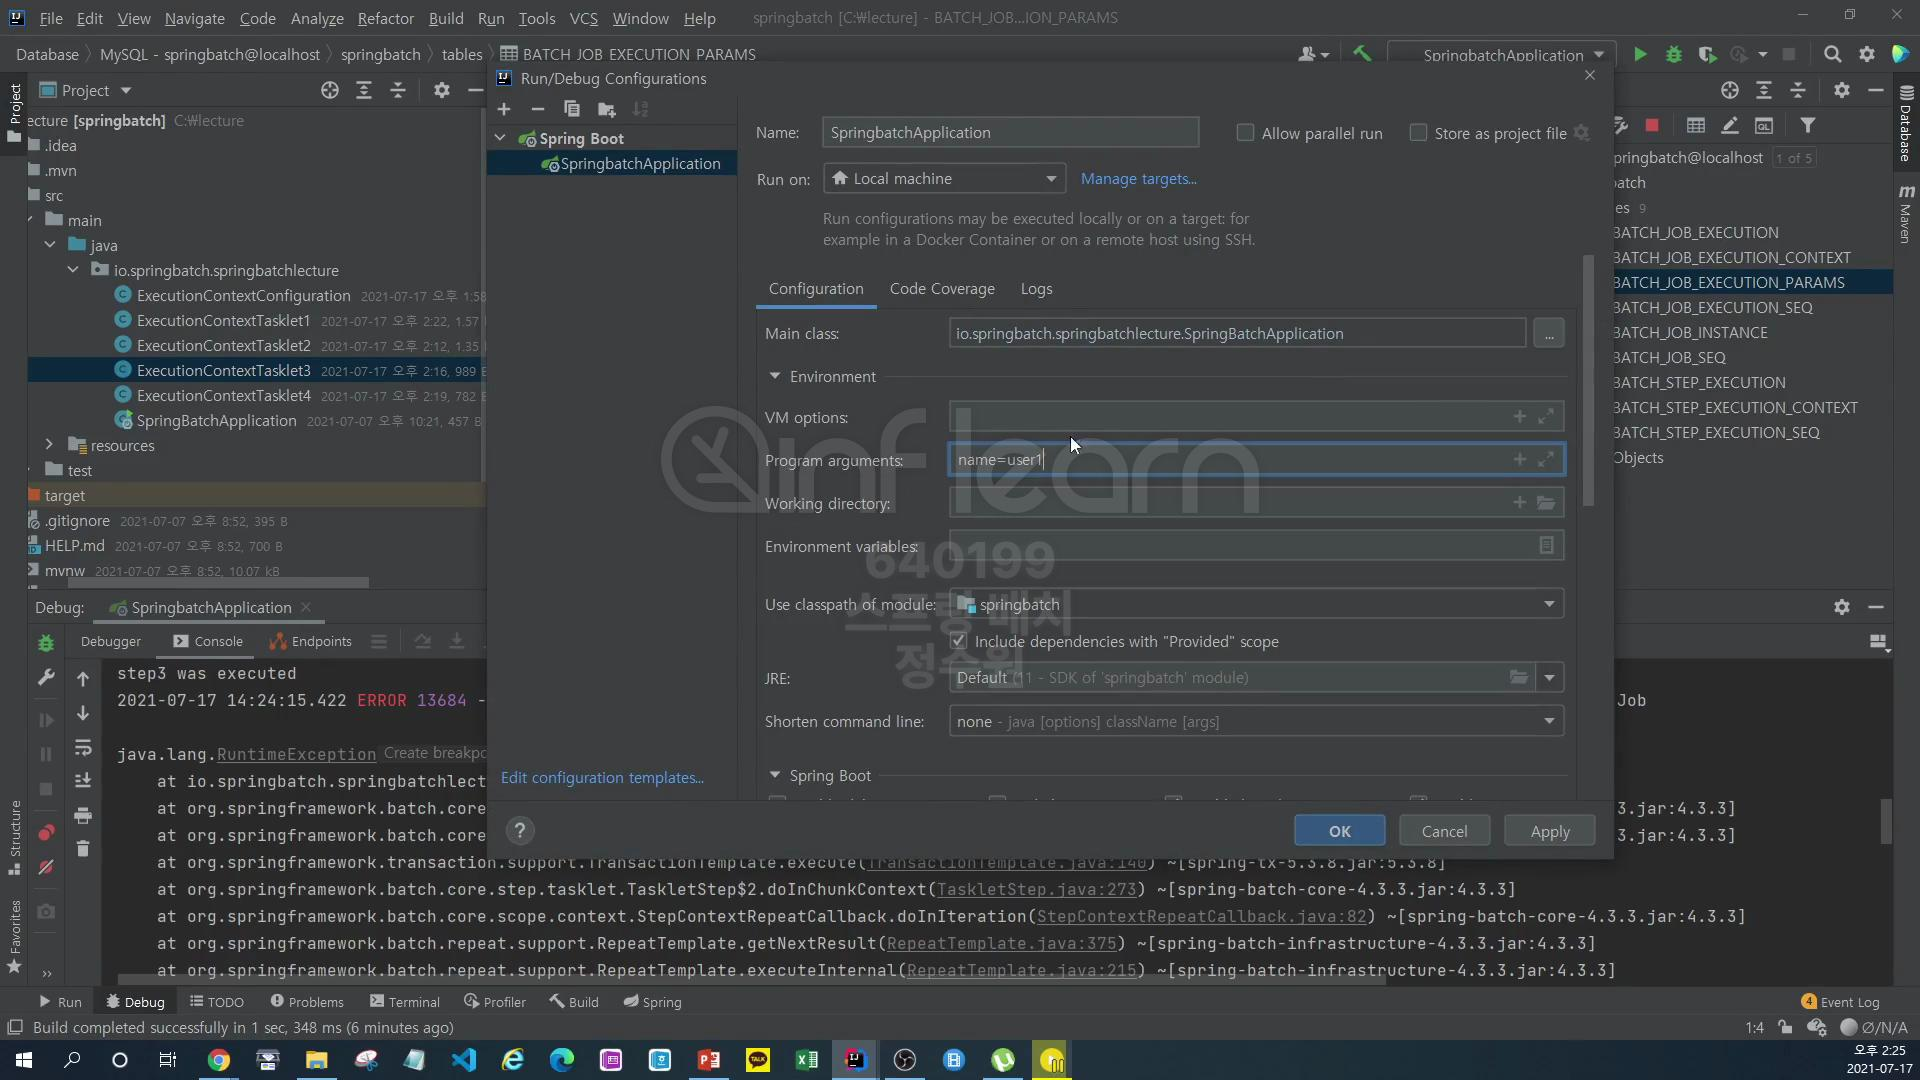 File Edit View Navigate Code Analyze Refactor Build Run Tools VCS Window Help springbatch [C:₩lecture] - BATCH_JOB...ION_PARAMS
Database MySQL - springbatch@localhost springbatch tables BATCH_JOB_EXECUTION_PARAMS SpringbatchApplication
Run/Debug Configurations
Project
ecture [springbatch] C:₩lecture
.idea
.mvn
src
main
java
io.springbatch.springbatchlecture
ExecutionContextConfiguration 2021-07-17 오후 1:58
ExecutionContextTasklet1 2021-07-17 오후 2:22, 1.57
ExecutionContextTasklet2 2021-07-17 오후 2:12, 1.35
ExecutionContextTasklet3 2021-07-17 오후 2:16, 989 B
ExecutionContextTasklet4 2021-07-17 오후 2:19, 782
SpringBatchApplication 2021-07-17 오후 10:21, 457 B
resources
test
target
.gitignore 2021-07-07 오후 8:52, 395 B
HELP.md 2021-07-07 오후 8:52, 700 B
mvnw 2021-07-07 오후 8:52, 10.07 kB
Spring Boot
SpringbatchApplication
Edit configuration templates...
Name: SpringbatchApplication Allow parallel run Store as project file
Run on: Local machine Manage targets...
Run configurations may be executed locally or on a target: for
example in a Docker Container or on a remote host using SSH.
Configuration Code Coverage Logs
Main class: io.springbatch.springbatchlecture.SpringBatchApplication ...
Environment
VM options:
Program arguments: name=user1
Working directory:
Environment variables:
Use classpath of module: springbatch
Include dependencies with "Provided" scope
JRE: Default (11 - SDK of 'springbatch' module)
Shorten command line: none - java [options] className [args]
Spring Boot
? OK Cancel Apply
inflearn
640199
스프링 배치
정수원
pringbatch@localhost 1 of 5
batch
es 9
BATCH_JOB_EXECUTION
BATCH_JOB_EXECUTION_CONTEXT
BATCH_JOB_EXECUTION_PARAMS
BATCH_JOB_EXECUTION_SEQ
BATCH_JOB_INSTANCE
BATCH_JOB_SEQ
BATCH_STEP_EXECUTION
BATCH_STEP_EXECUTION_CONTEXT
BATCH_STEP_EXECUTION_SEQ
Objects
Project
Structure
Favorites
Database
Maven
Debug: SpringbatchApplication
Debugger Console Endpoints
step3 was executed
2021-07-17 14:24:15.422 ERROR 13684 - Job
java.lang.RuntimeException Create breakpo
at io.springbatch.springbatchlect
at org.springframework.batch.core .3.jar:4.3.3]
at org.springframework.batch.core .3.jar:4.3.3]
at org.springframework.transaction.support.TransactionTemplate.execute(TransactionTemplate.java:140) ~[spring-tx-5.3.8.jar:5.3.8]
at org.springframework.batch.core.step.tasklet.TaskletStep$2.doInChunkContext(TaskletStep.java:273) ~[spring-batch-core-4.3.3.jar:4.3.3]
at org.springframework.batch.core.scope.context.StepContextRepeatCallback.doInIteration(StepContextRepeatCallback.java:82) ~[spring-batch-core-4.3.3.jar:4.3.3]
at org.springframework.batch.repeat.support.RepeatTemplate.getNextResult(RepeatTemplate.java:375) ~[spring-batch-infrastructure-4.3.3.jar:4.3.3]
at org.springframework.batch.repeat.support.RepeatTemplate.executeInternal(RepeatTemplate.java:215) ~[spring-batch-infrastructure-4.3.3.jar:4.3.3]
Run Debug TODO Problems Terminal Profiler Build Spring 4 Event Log
Build completed successfully in 1 sec, 348 ms (6 minutes ago) 1:4 Ø/N/A
오후 2:25
2021-07-17